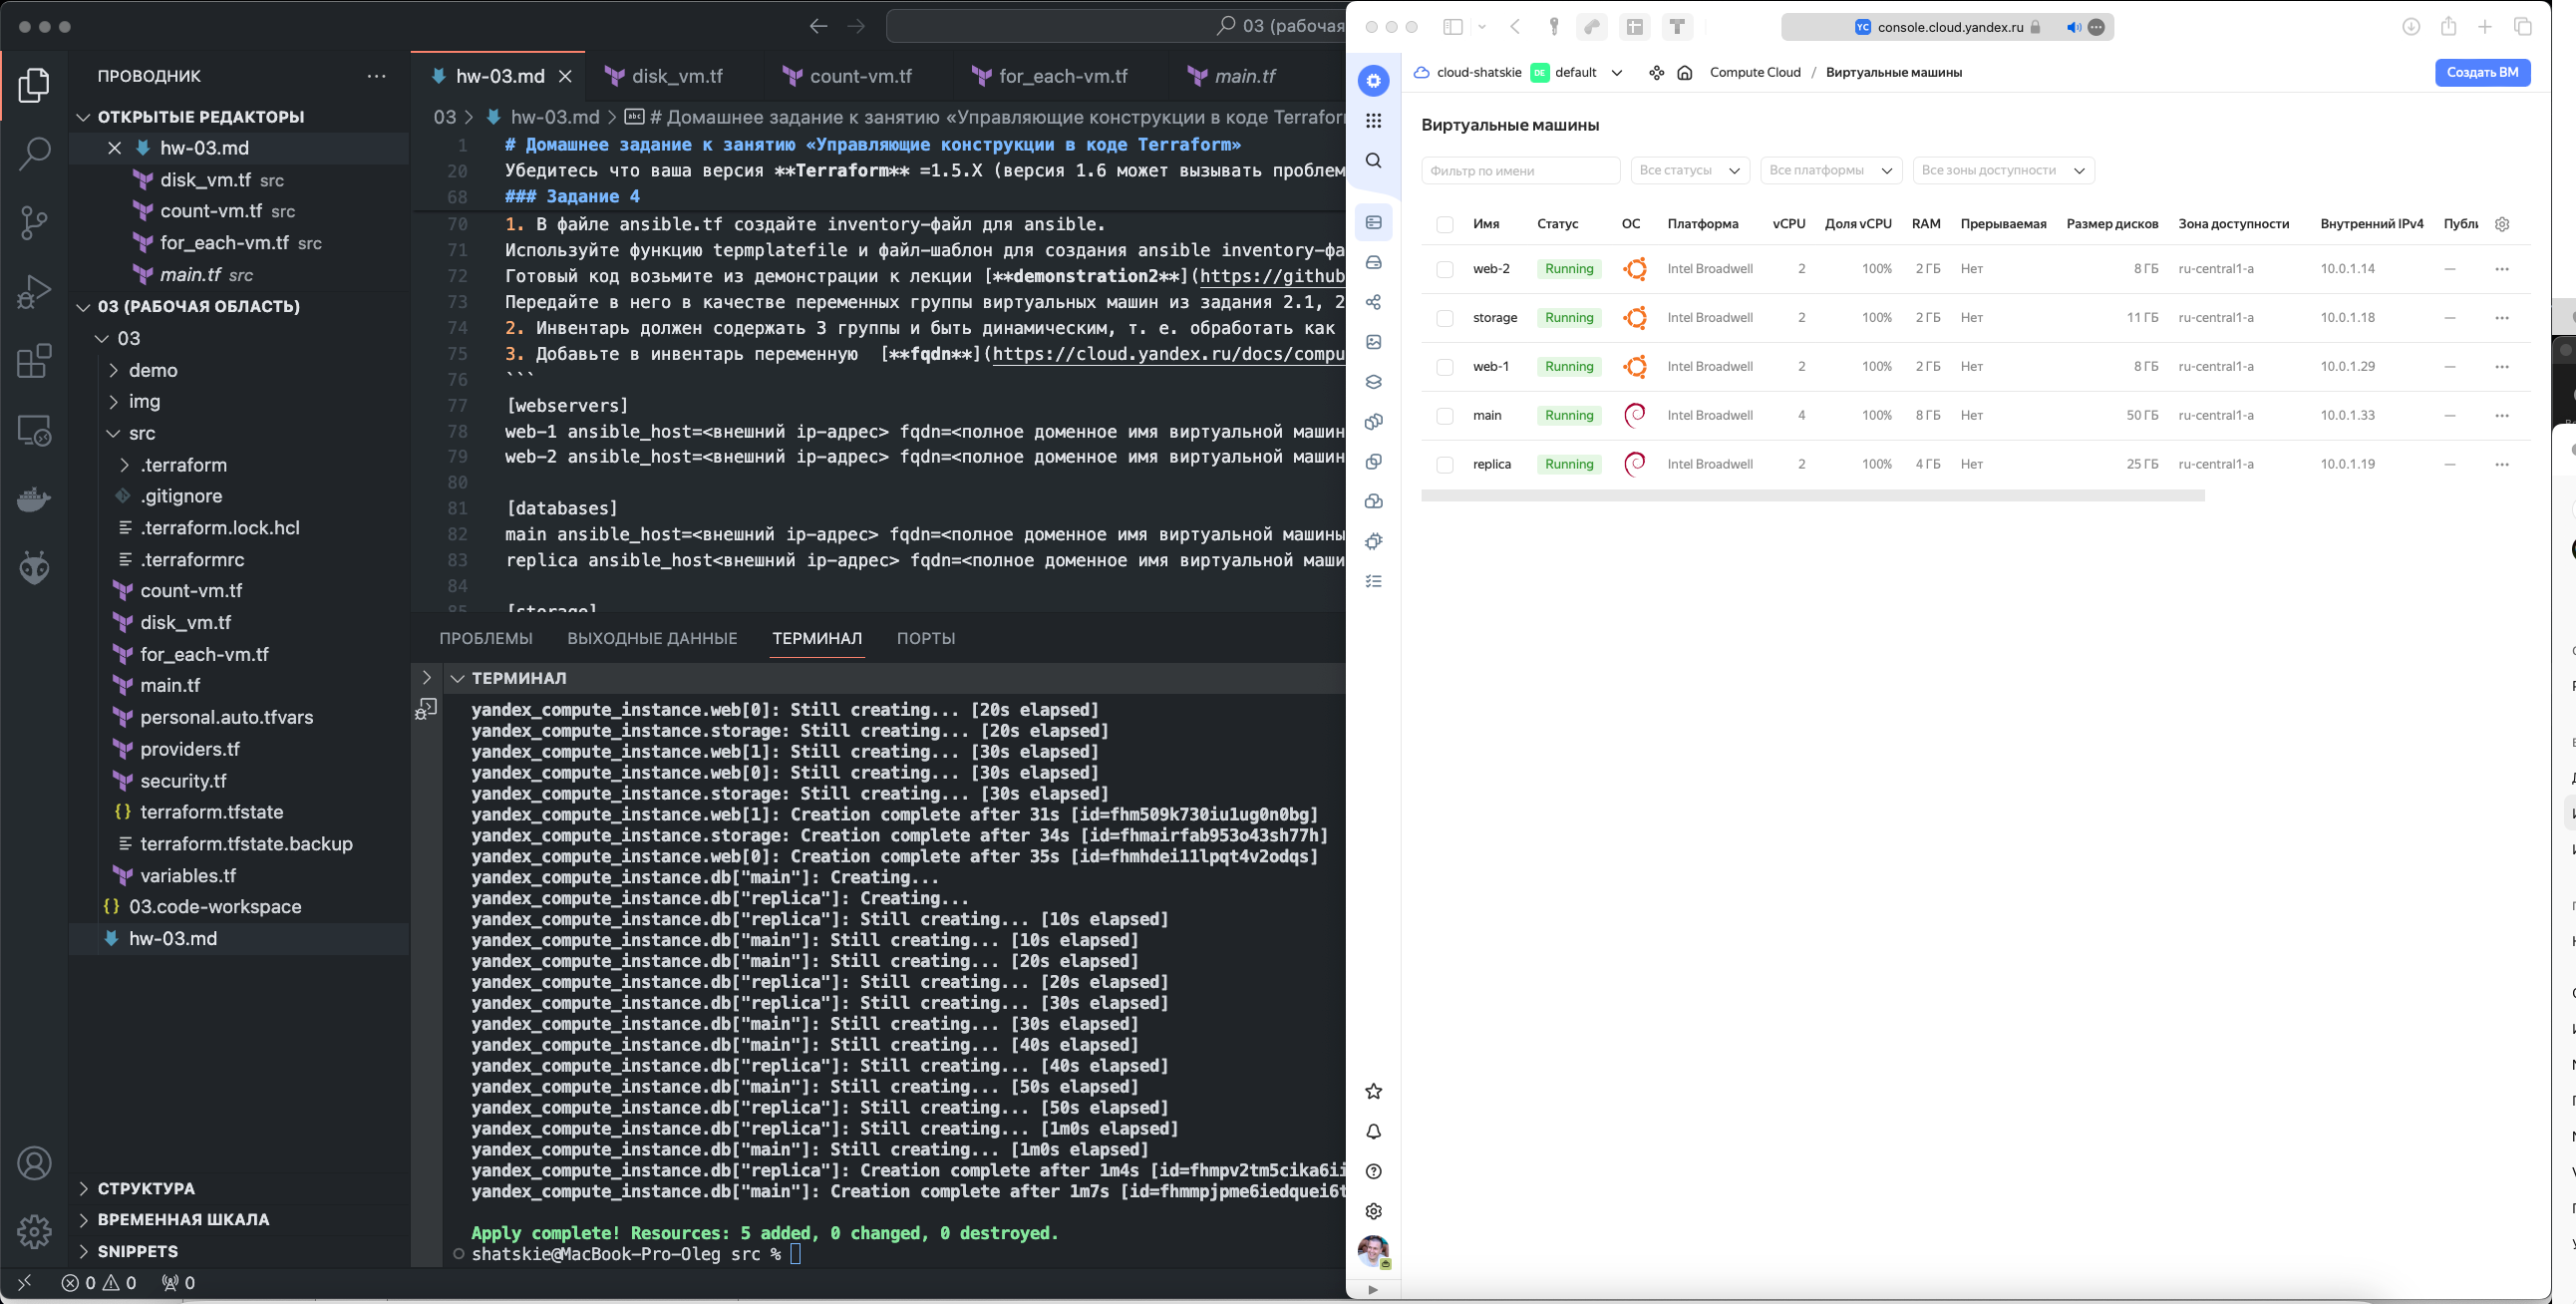 03 (рабочая
ПРОВОДНИК
ОТКРЫТЫЕ РЕДАКТОРЫ
hw-03.md
disk_vm.tf src
count-vm.tf src
for_each-vm.tf src
main.tf src
03 (РАБОЧАЯ ОБЛАСТЬ)
03
demo
img
src
.terraform
.gitignore
.terraform.lock.hcl
.terraformrc
count-vm.tf
disk_vm.tf
for_each-vm.tf
main.tf
personal.auto.tfvars
providers.tf
security.tf
terraform.tfstate
terraform.tfstate.backup
variables.tf
03.code-workspace
hw-03.md
СТРУКТУРА
ВРЕМЕННАЯ ШКАЛА
SNIPPETS
0 0 0
hw-03.md disk_vm.tf count-vm.tf for_each-vm.tf main.tf
03 > hw-03.md > # Домашнее задание к занятию «Управляющие конструкции в коде Terrafor
1 # Домашнее задание к занятию «Управляющие конструкции в коде Terraform»
20 Убедитесь что ваша версия **Terraform** =1.5.X (версия 1.6 может вызывать проблем
68 ### Задание 4
70 1. В файле ansible.tf создайте inventory-файл для ansible.
71 Используйте функцию tepmplatefile и файл-шаблон для создания ansible inventory-фа
72 Готовый код возьмите из демонстрации к лекции [**demonstration2**](https://github
73 Передайте в него в качестве переменных группы виртуальных машин из задания 2.1, 2
74 2. Инвентарь должен содержать 3 группы и быть динамическим, т. е. обработать как
75 3. Добавьте в инвентарь переменную  [**fqdn**](https://cloud.yandex.ru/docs/compu
76 ```
77 [webservers]
78 web-1 ansible_host=<внешний ip-адрес> fqdn=<полное доменное имя виртуальной машин
79 web-2 ansible_host=<внешний ip-адрес> fqdn=<полное доменное имя виртуальной машин
80
81 [databases]
82 main ansible_host=<внешний ip-адрес> fqdn=<полное доменное имя виртуальной машины
83 replica ansible_host<внешний ip-адрес> fqdn=<полное доменное имя виртуальной маши
84
85 [storage]
ПРОБЛЕМЫ ВЫХОДНЫЕ ДАННЫЕ ТЕРМИНАЛ ПОРТЫ
ТЕРМИНАЛ
yandex_compute_instance.web[0]: Still creating... [20s elapsed]
yandex_compute_instance.storage: Still creating... [20s elapsed]
yandex_compute_instance.web[1]: Still creating... [30s elapsed]
yandex_compute_instance.web[0]: Still creating... [30s elapsed]
yandex_compute_instance.storage: Still creating... [30s elapsed]
yandex_compute_instance.web[1]: Creation complete after 31s [id=fhm509k730iu1ug0n0bg]
yandex_compute_instance.storage: Creation complete after 34s [id=fhmairfab953o43sh77h]
yandex_compute_instance.web[0]: Creation complete after 35s [id=fhmhdei11lpqt4v2odqs]
yandex_compute_instance.db["main"]: Creating...
yandex_compute_instance.db["replica"]: Creating...
yandex_compute_instance.db["replica"]: Still creating... [10s elapsed]
yandex_compute_instance.db["main"]: Still creating... [10s elapsed]
yandex_compute_instance.db["main"]: Still creating... [20s elapsed]
yandex_compute_instance.db["replica"]: Still creating... [20s elapsed]
yandex_compute_instance.db["replica"]: Still creating... [30s elapsed]
yandex_compute_instance.db["main"]: Still creating... [30s elapsed]
yandex_compute_instance.db["main"]: Still creating... [40s elapsed]
yandex_compute_instance.db["replica"]: Still creating... [40s elapsed]
yandex_compute_instance.db["main"]: Still creating... [50s elapsed]
yandex_compute_instance.db["replica"]: Still creating... [50s elapsed]
yandex_compute_instance.db["replica"]: Still creating... [1m0s elapsed]
yandex_compute_instance.db["main"]: Still creating... [1m0s elapsed]
yandex_compute_instance.db["replica"]: Creation complete after 1m4s [id=fhmpv2tm5cika6ii
yandex_compute_instance.db["main"]: Creation complete after 1m7s [id=fhmmpjpme6iedquei6t
Apply complete! Resources: 5 added, 0 changed, 0 destroyed.
shatskie@MacBook-Pro-Oleg src %
YC console.cloud.yandex.ru
cloud-shatskie DE default Compute Cloud / Виртуальные машины Создать ВМ
Виртуальные машины
Фильтр по имени Все статусы Все платформы Все зоны доступности
Имя Статус ОС Платформа vCPU Доля vCPU RAM Прерываемая Размер дисков Зона доступности Внутренний IPv4 Публи
web-2 Running Intel Broadwell 2 100% 2 ГБ Нет 8 ГБ ru-central1-a 10.0.1.14 — ...
storage Running Intel Broadwell 2 100% 2 ГБ Нет 11 ГБ ru-central1-a 10.0.1.18 — ...
web-1 Running Intel Broadwell 2 100% 2 ГБ Нет 8 ГБ ru-central1-a 10.0.1.29 — ...
main Running Intel Broadwell 4 100% 8 ГБ Нет 50 ГБ ru-central1-a 10.0.1.33 — ...
replica Running Intel Broadwell 2 100% 4 ГБ Нет 25 ГБ ru-central1-a 10.0.1.19 — ...